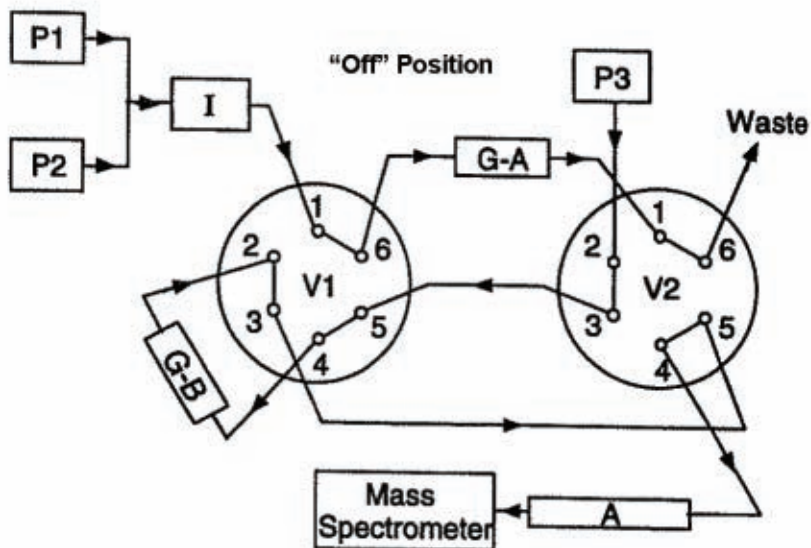 P1
"Off" Position
P3
I
Waste
P2
G-A
1
6
2
V1
3
5
4
1
2
6
V2
3
5
4
G-B
Mass
Spectrometer
A